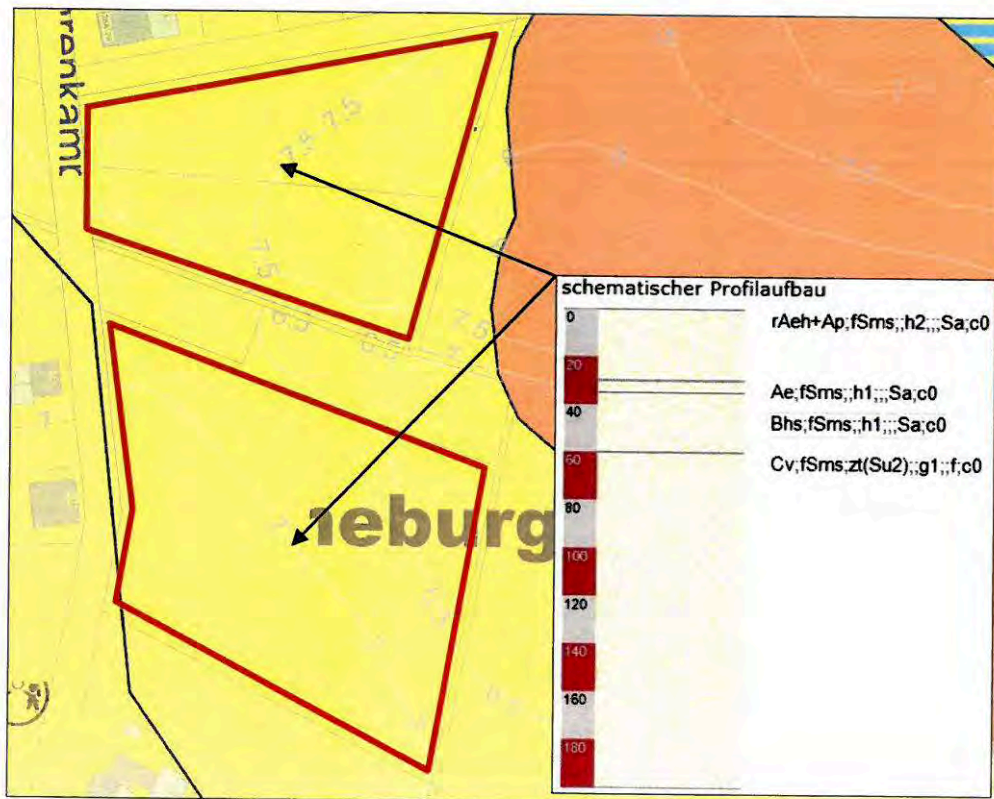 hrenkamp
7.5
7.5
7.5
6.5
6.5
7.5
neburg
schematischer Profilaufbau
0
rAeh+Ap;fSms;;h2;;;Sa;c0
20
Ae;fSms;;h1;;;Sa;c0
40
Bhs;fSms;;h1;;;Sa;c0
60
Cv;fSms;zt(Su2);;g1;;f;c0
80
100
120
140
160
180